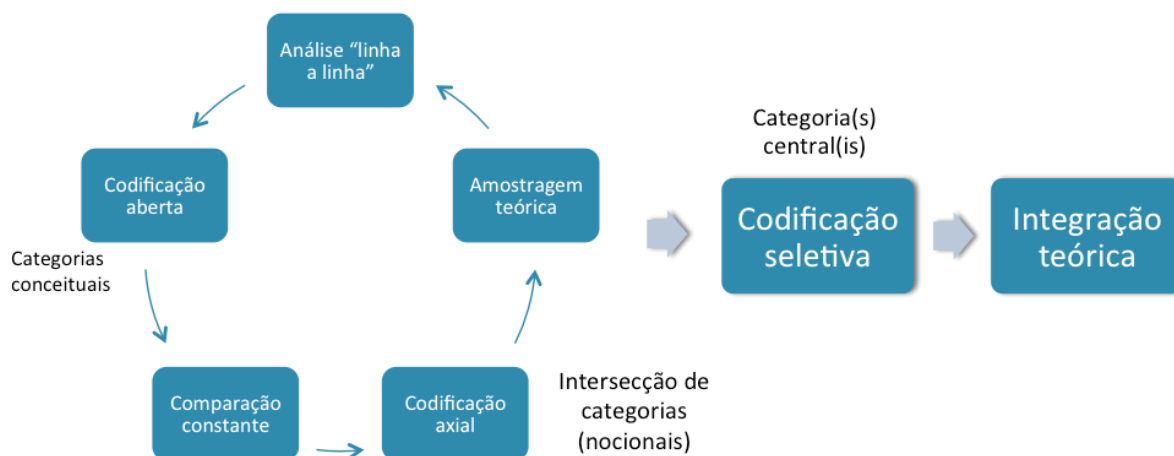 Análise “linha
a linha”
Codificação
aberta
Categorias
conceituais
Comparação
constante
Codificação
axial
Intersecção de
categorias
(nocionais)
Amostragem
teórica
Categoria(s)
central(is)
Codificação
seletiva
Integração
teórica